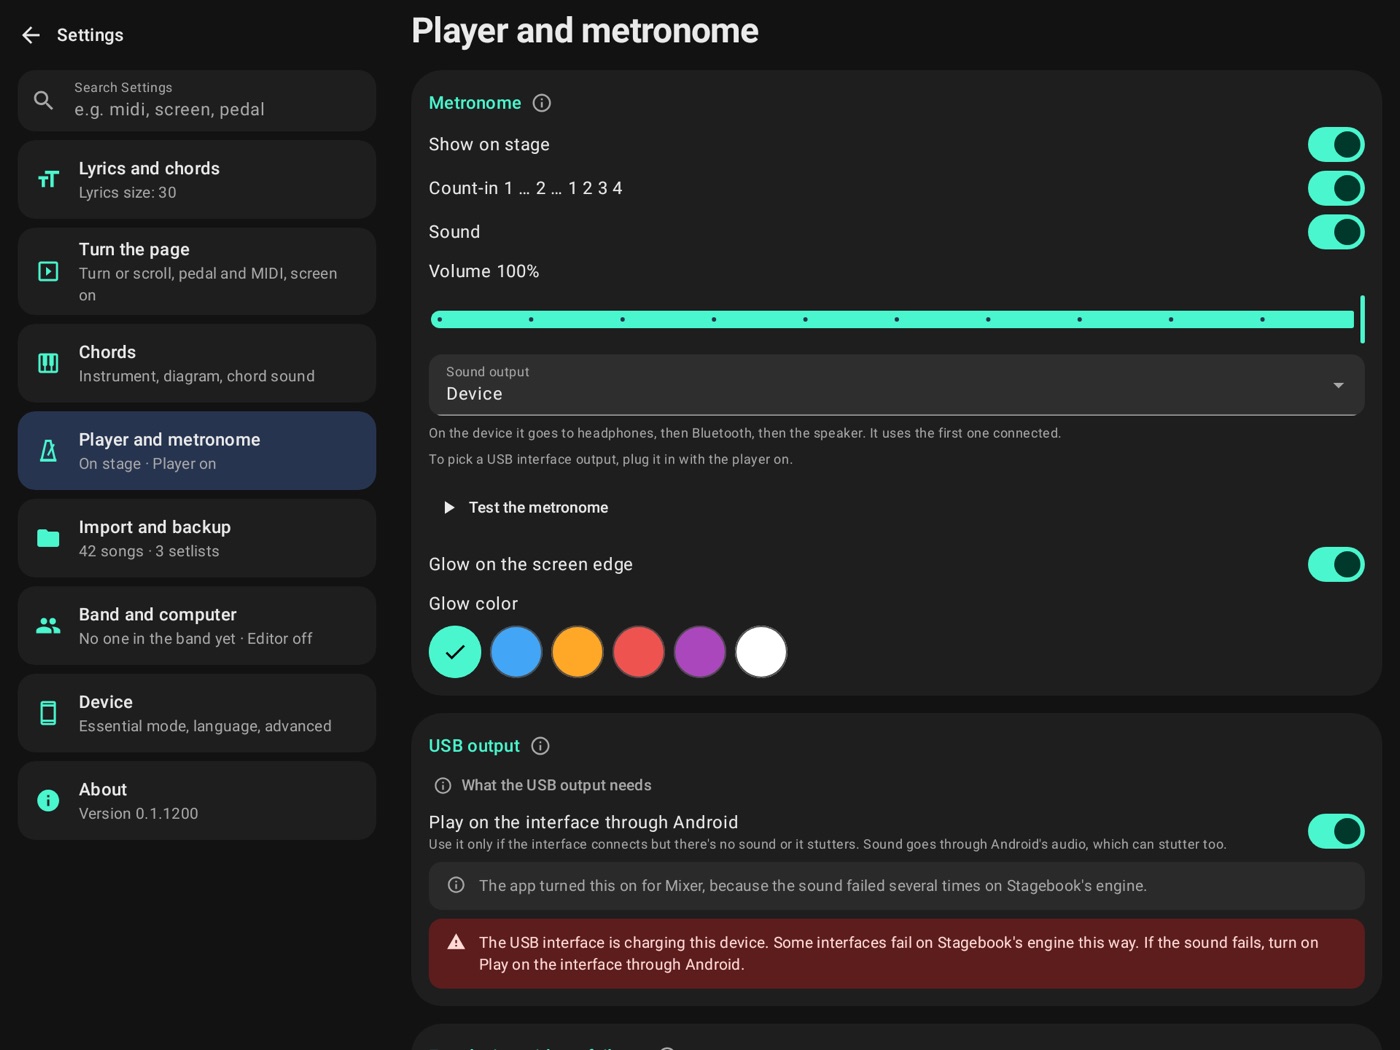 Settings
Search Settings
e.g. midi, screen, pedal
Lyrics and chords
Lyrics size: 30
Turn the page
Turn or scroll, pedal and MIDI, screen
on
Chords
Instrument, diagram, chord sound
Player and metronome
On stage · Player on
Import and backup
42 songs · 3 setlists
Band and computer
No one in the band yet · Editor off
Device
Essential mode, language, advanced
About
Version 0.1.1200
Player and metronome
Metronome
Show on stage
Count-in 1 ... 2 ... 1 2 3 4
Sound
Volume 100%
Sound output
Device
On the device it goes to headphones, then Bluetooth, then the speaker. It uses the first one connected.
To pick a USB interface output, plug it in with the player on.
Test the metronome
Glow on the screen edge
Glow color
USB output
What the USB output needs
Play on the interface through Android
Use it only if the interface connects but there's no sound or it stutters. Sound goes through Android's audio, which can stutter too.
The app turned this on for Mixer, because the sound failed several times on Stagebook's engine.
The USB interface is charging this device. Some interfaces fail on Stagebook's engine this way. If the sound fails, turn on
Play on the interface through Android.